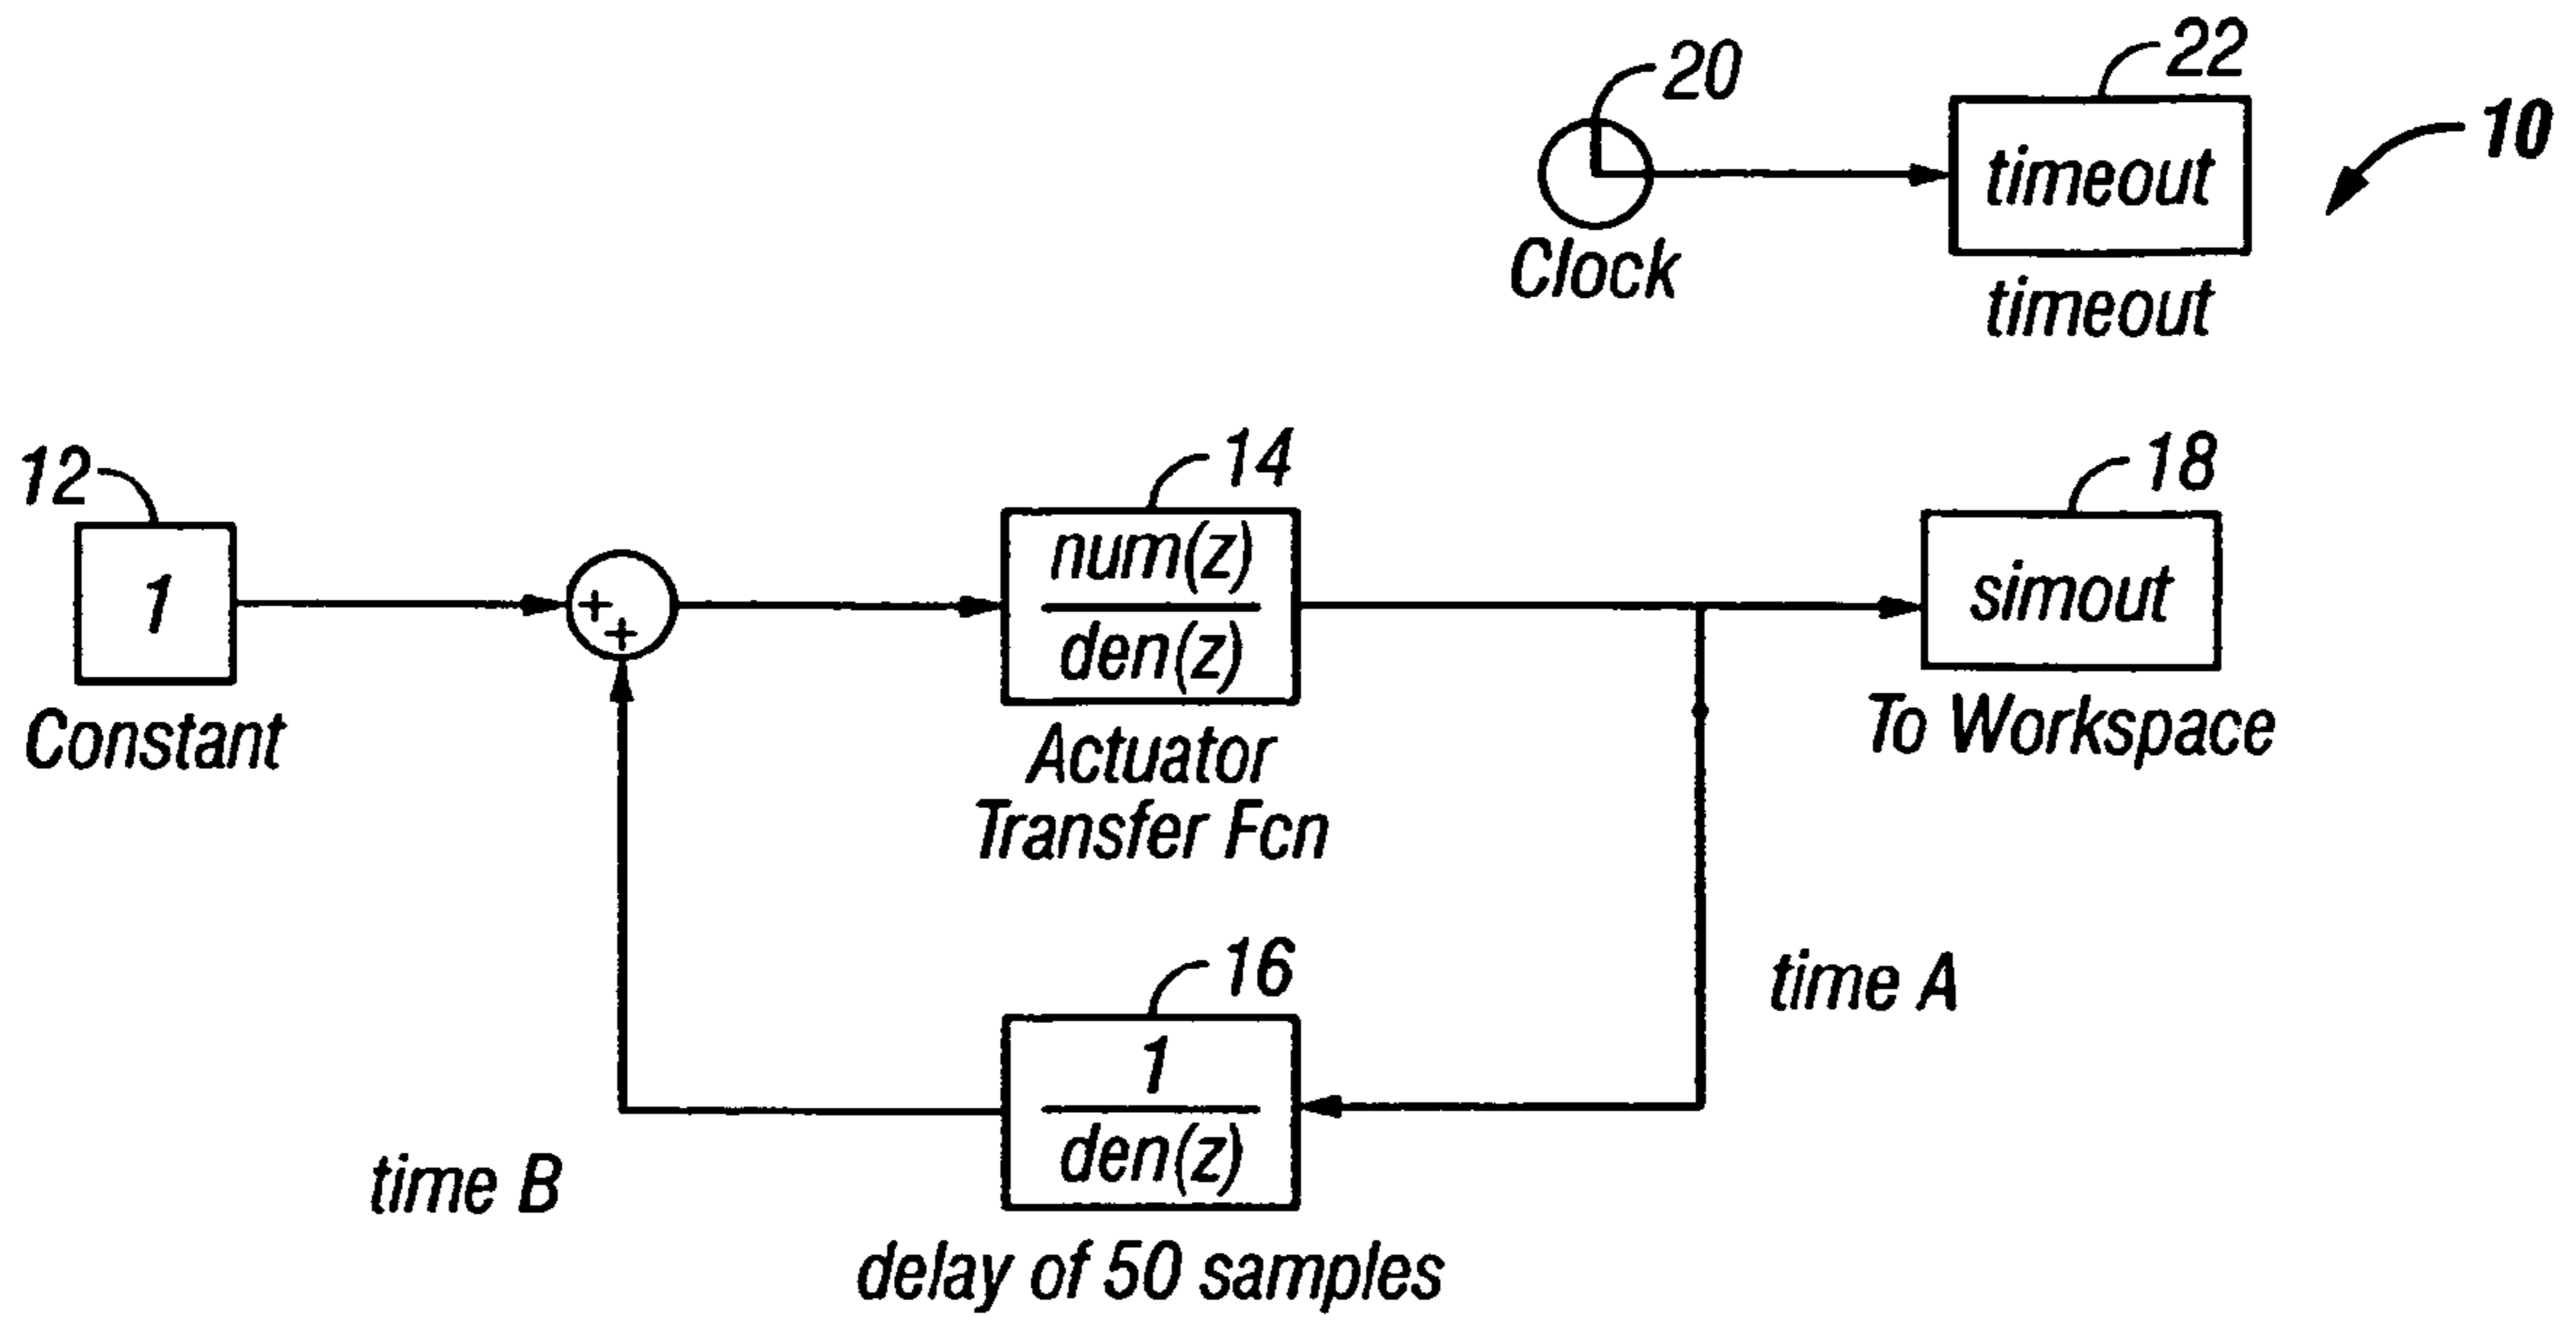 22
20
10
timeout
Clock
timeout
12
14
18
1
+
+
num(z)
den(z)
simout
Constant
Actuator
Transfer Fcn
To Workspace
16
time A
1
den(z)
time B
delay of 50 samples